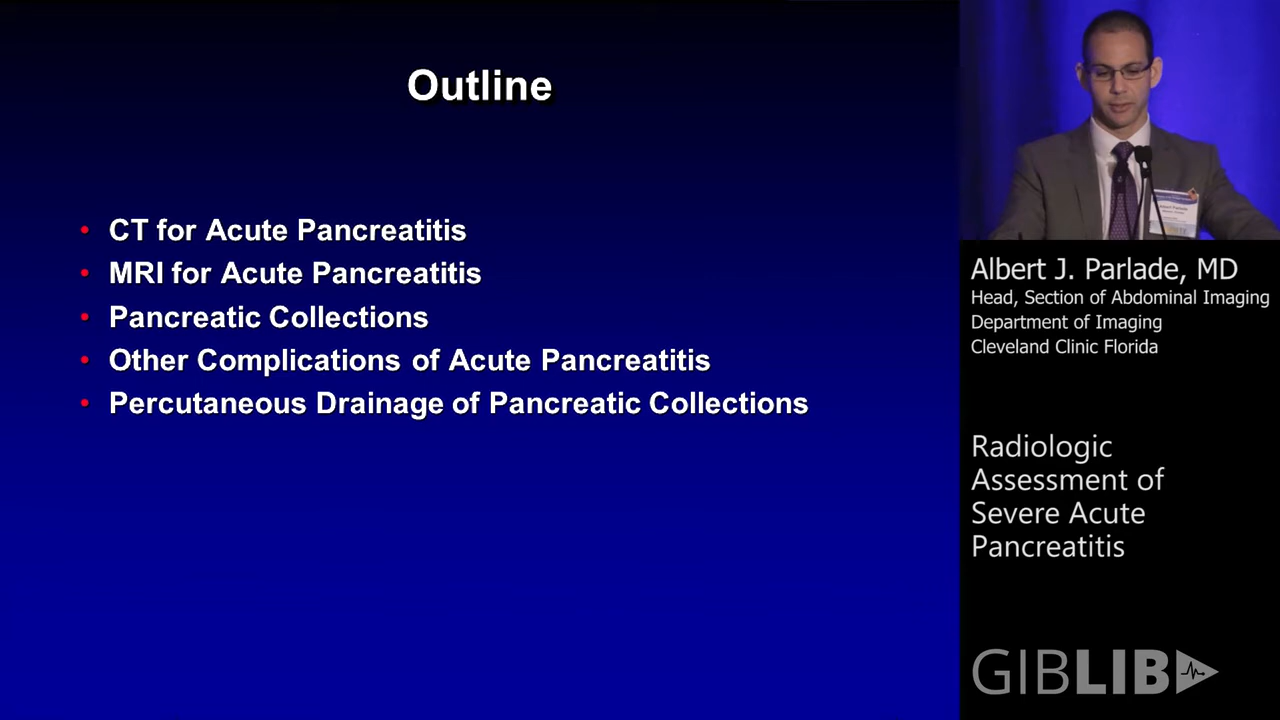 Outline
• CT for Acute Pancreatitis
• MRI for Acute Pancreatitis
• Pancreatic Collections
• Other Complications of Acute Pancreatitis
• Percutaneous Drainage of Pancreatic Collections
Albert J. Parlade, MD
Head, Section of Abdominal Imaging
Department of Imaging
Cleveland Clinic Florida
Radiologic
Assessment of
Severe Acute
Pancreatitis
GIBLIB